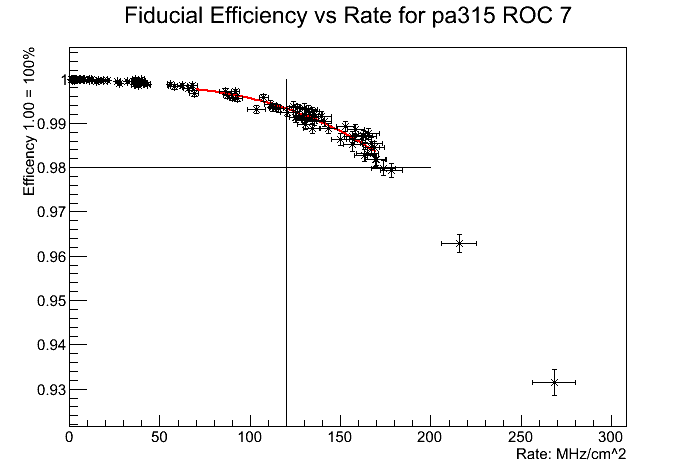 Fiducial Efficiency vs Rate for pa315 ROC 7
Efficency 1.00 = 100%
1
0.99
0.98
0.97
0.96
0.95
0.94
0.93
0 50 100 150 200 250 300
Rate: MHz/cm^2